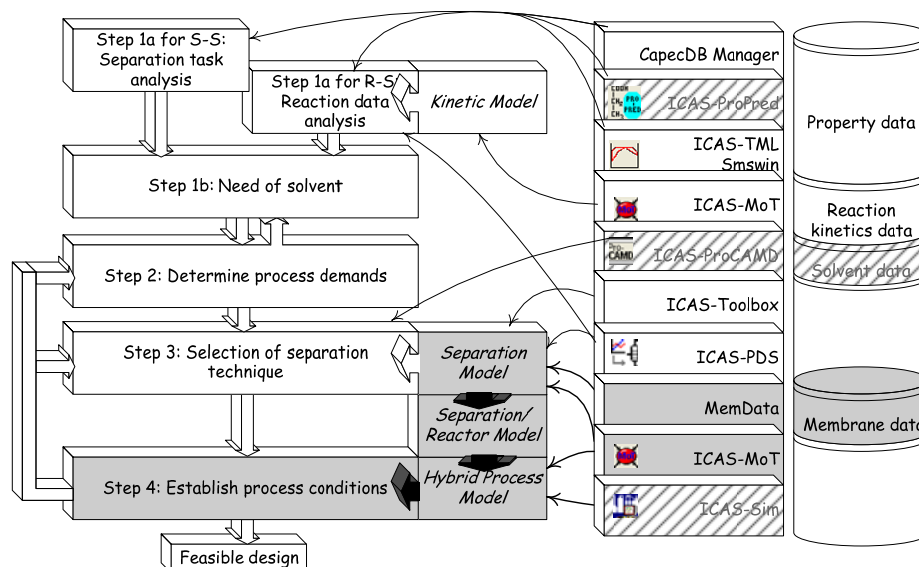 Step 1a for S-S:
Separation task
analysis
Step 1a for R-S
Reaction data
analysis
Kinetic Model
Step 1b: Need of solvent
Step 2: Determine process demands
Step 3: Selection of separation
technique
Separation
Model
Separation/
Reactor Model
Step 4: Establish process conditions
Hybrid Process
Model
Feasible design
CapecDB Manager
ICAS-ProPred
ICAS-TML
Smswin
ICAS-MoT
ICAS-ProCAMD
ICAS-Toolbox
ICAS-PDS
MemData
ICAS-MoT
ICAS-Sim
Property data
Reaction
kinetics data
Solvent data
Membrane data
PRO
PRED
CAMD